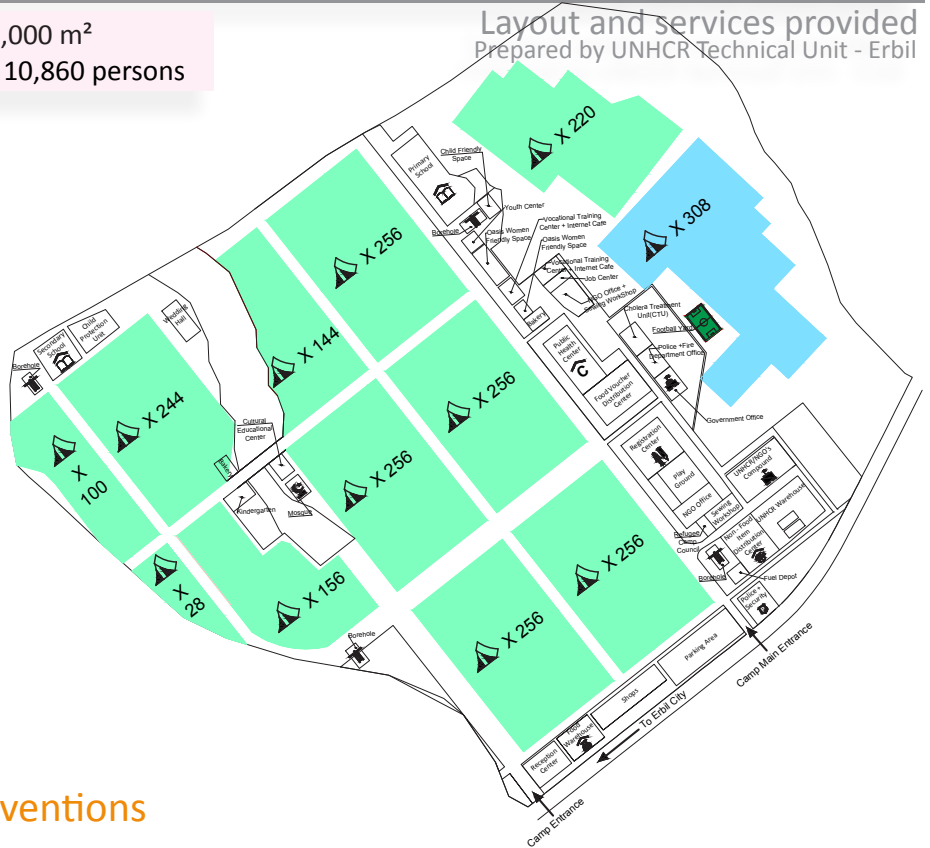 ,000 m²
10,860 persons
Layout and services provided
Prepared by UNHCR Technical Unit - Erbil
X 220
X 308
Primary
School
Child Friendly
Space
Youth Center
Borehole
Oasis Women
Friendly Space
Vocational Training
Center + Internet Cafe
Oasis Women
Friendly Space
Vocational Training
Center + Internet Cafe
Job Center
NGO Office +
Sewing WorkShop
Bakery
Cholera Treatment
Unit(CTU)
Football Yard
Police +Fire
Department Office
Government Office
Public
Health
Center
Food Voucher
Distribution
Center
X 256
X 144
Wedding
Hall
Child
Protection
Unit
Secondary
School
Borehole
X 244
X
100
X 256
X 256
Cutural
Educational
Center
Bakery
Kindergarten
Mosque
X
28
X 156
Borehole
X 256
X 256
Registration
Center
Play
Ground
NGO Office
Sewing
Workshop
Refugee
Camp
Council
UNHCR/NGO's
Compound
UNHCR Warehouse
Non - Food
Item
Distribution
Center
Borehole
Fuel Depot
Police +
Security
Camp Main Entrance
Parking Area
Shops
To Erbil City
Food
Warehouse
Reception
Center
Camp Entrance
ventions